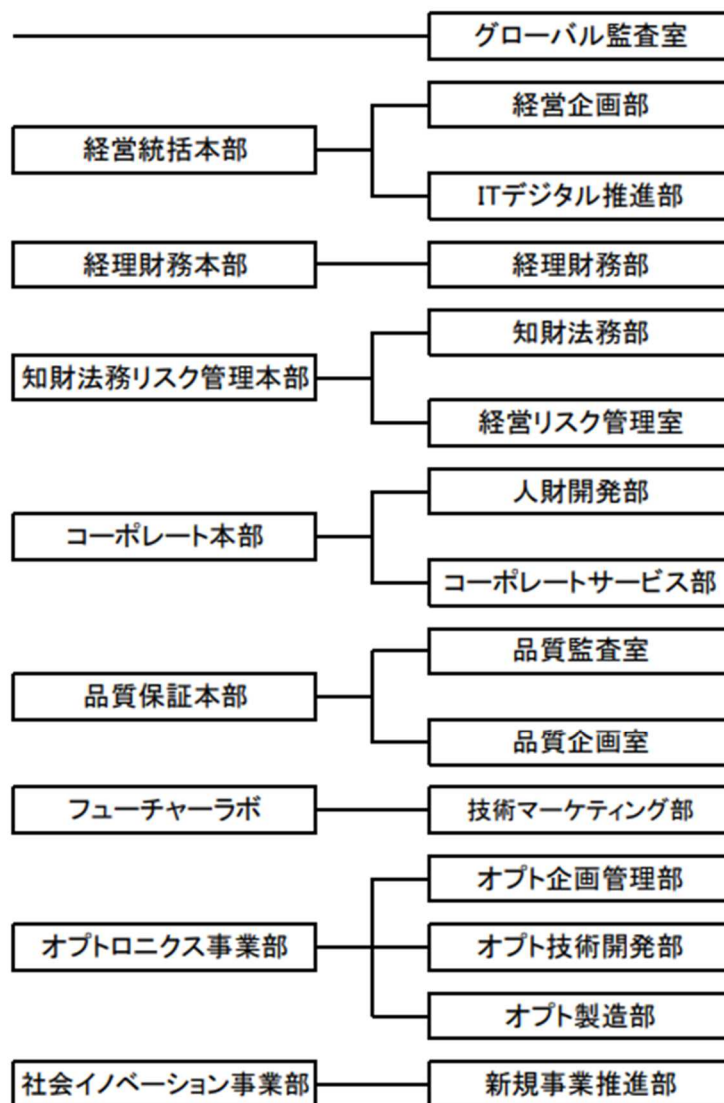 グローバル監査室
経営統括本部
経営企画部
ITデジタル推進部
経理財務本部
経理財務部
知財法務リスク管理本部
知財法務部
経営リスク管理室
コーポレート本部
人財開発部
コーポレートサービス部
品質保証本部
品質監査室
品質企画室
フューチャーラボ
技術マーケティング部
オプトロニクス事業部
オプト企画管理部
オプト技術開発部
オプト製造部
社会イノベーション事業部
新規事業推進部